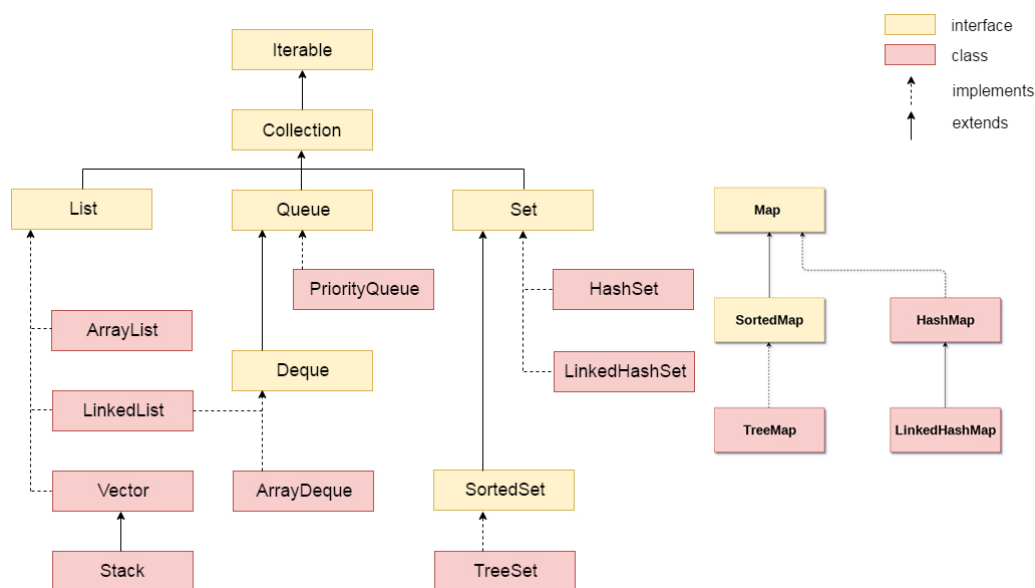 interface
Iterable
class
implements
Collection
extends
List
Queue
Set
Map
PriorityQueue
HashSet
ArrayList
SortedMap
HashMap
Deque
LinkedHashSet
LinkedList
TreeMap
LinkedHashMap
Vector
ArrayDeque
SortedSet
Stack
TreeSet